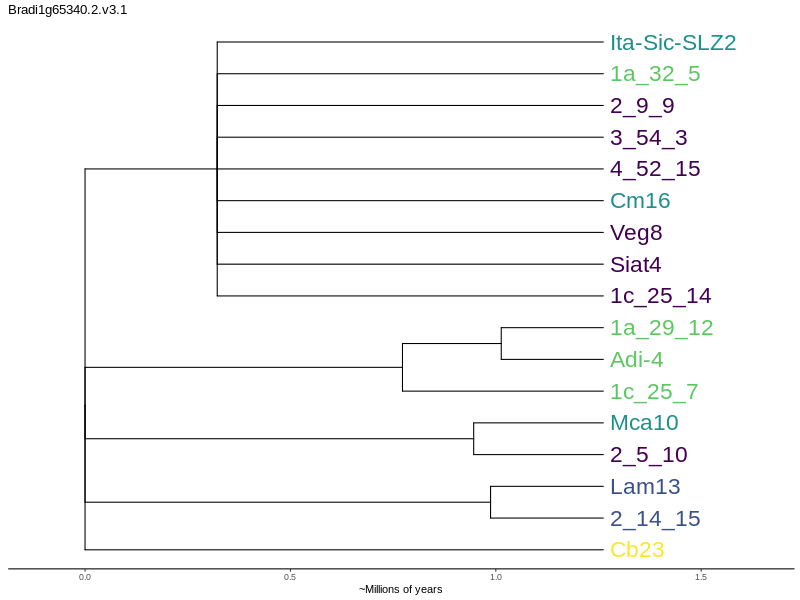 Bradi1g65340.2.v3.1
Ita-Sic-SLZ2
1a_32_5
2_9_9
3_54_3
4_52_15
Cm16
Veg8
Siat4
1c_25_14
1a_29_12
Adi-4
1c_25_7
Mca10
2_5_10
Lam13
2_14_15
Cb23
0.0 0.5 1.0 1.5
~Millions of years